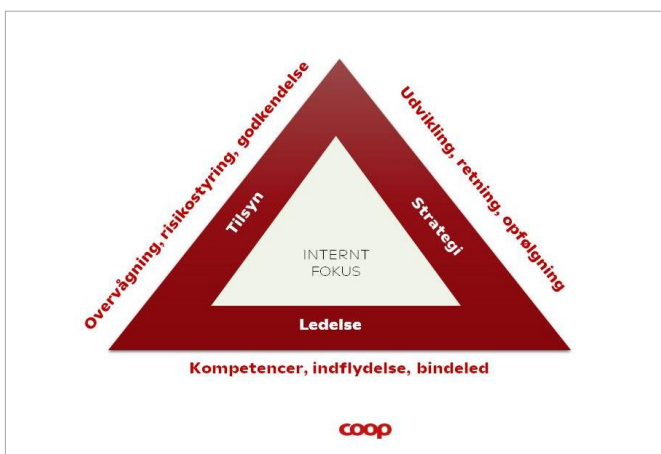 Overvågning, risikostyring, godkendelse
Udvikling, retning, opfølgning
Tilsyn
Strategi
INTERNT
FOKUS
Ledelse
Kompetencer, indflydelse, bindeled
coop